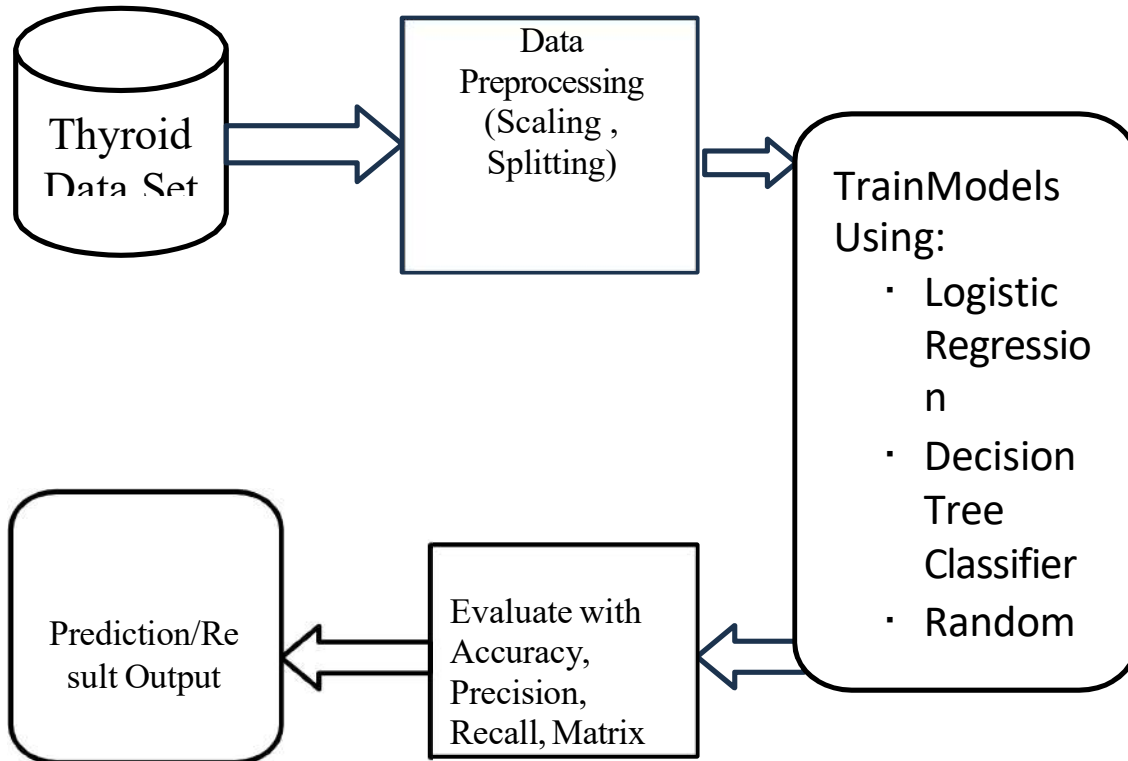 Thyroid
Data Set
Data
Preprocessing
(Scaling ,
Splitting)
TrainModels
Using:
· Logistic
Regressio
n
· Decision
Tree
Classifier
· Random
Evaluate with
Accuracy,
Precision,
Recall, Matrix
Prediction/Re
sult Output